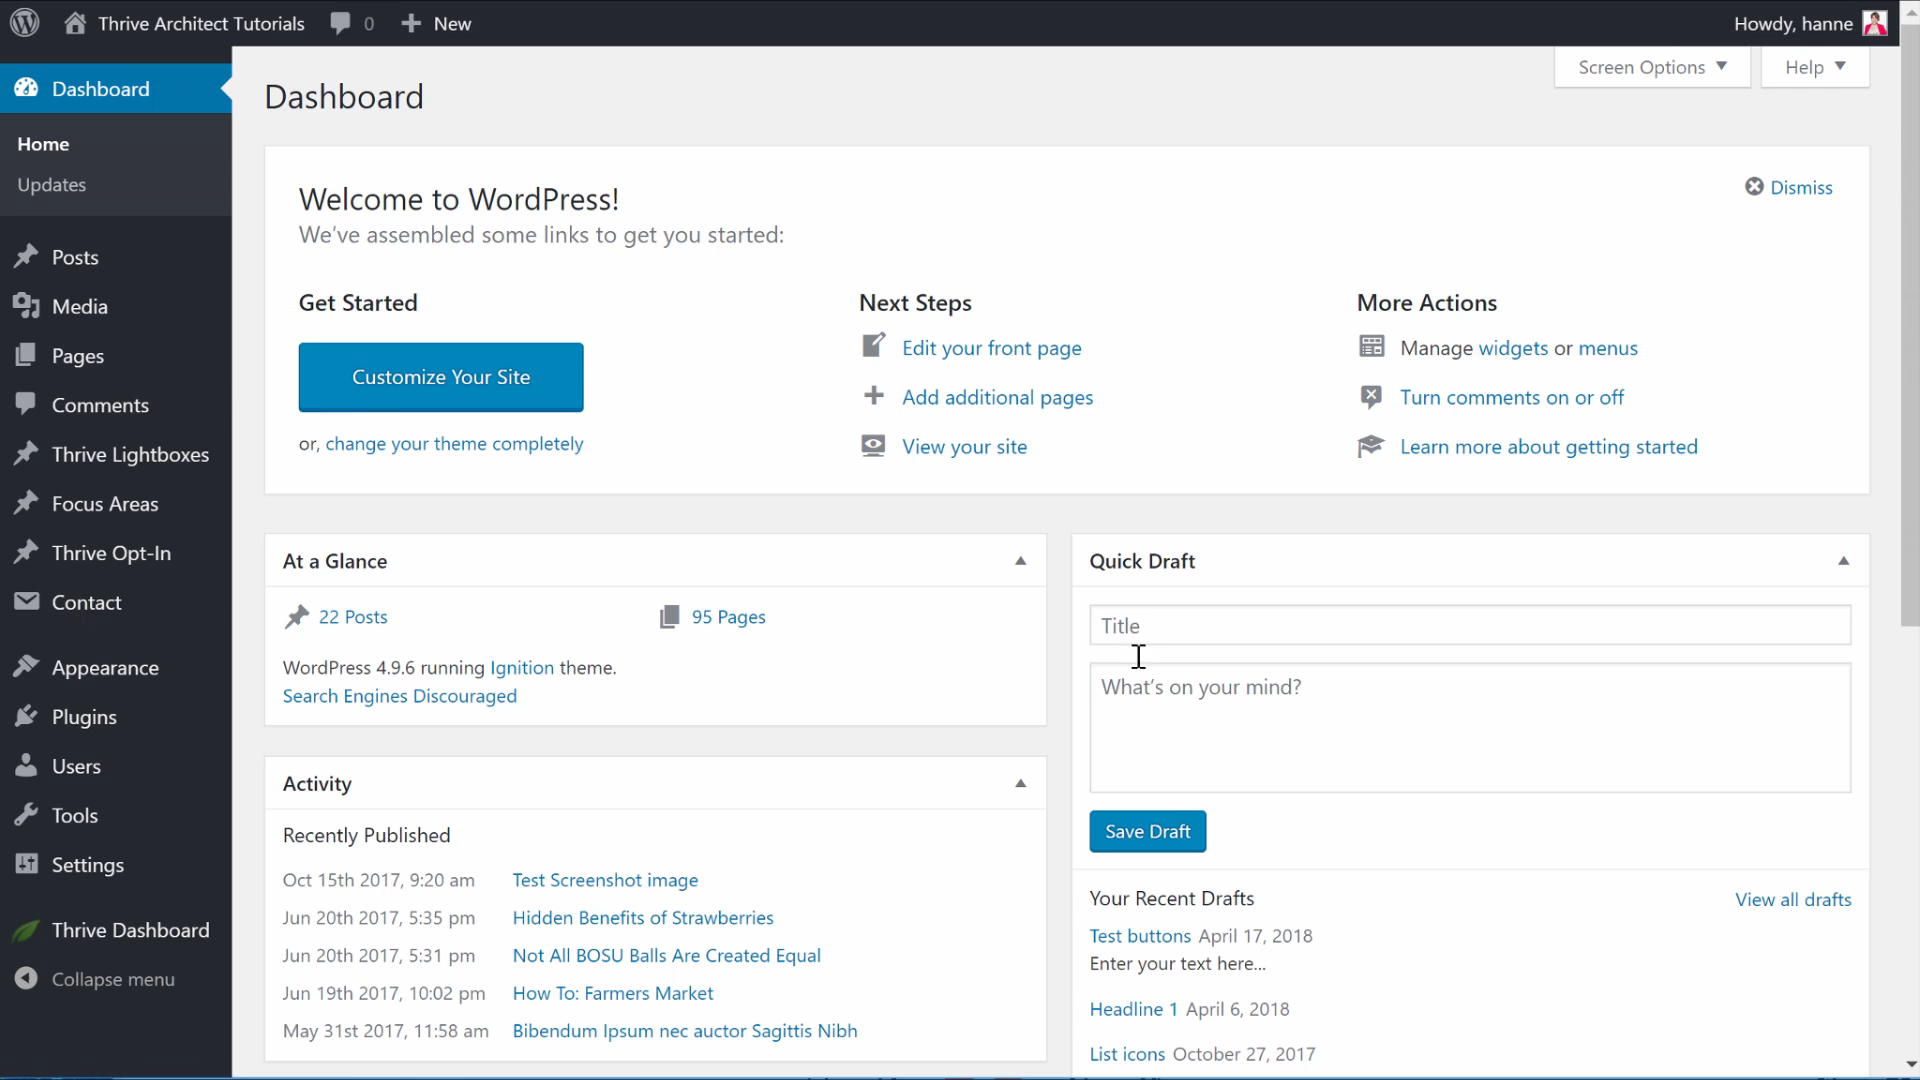 Thrive Architect Tutorials 0 New
Howdy, hanne
Dashboard
Home
Updates
Posts
Media
Pages
Comments
Thrive Lightboxes
Focus Areas
Thrive Opt-In
Contact
Appearance
Plugins
Users
Tools
Settings
Thrive Dashboard
Collapse menu
Screen Options
Help
Dashboard
Welcome to WordPress!
We've assembled some links to get you started:
Dismiss
Get Started
Customize Your Site
or, change your theme completely
Next Steps
Edit your front page
Add additional pages
View your site
More Actions
Manage widgets or menus
Turn comments on or off
Learn more about getting started
At a Glance
22 Posts
95 Pages
WordPress 4.9.6 running Ignition theme.
Search Engines Discouraged
Activity
Recently Published
Oct 15th 2017, 9:20 am Test Screenshot image
Jun 20th 2017, 5:35 pm Hidden Benefits of Strawberries
Jun 20th 2017, 5:31 pm Not All BOSU Balls Are Created Equal
Jun 19th 2017, 10:02 pm How To: Farmers Market
May 31st 2017, 11:58 am Bibendum Ipsum nec auctor Sagittis Nibh
Quick Draft
Title
What's on your mind?
Save Draft
Your Recent Drafts
View all drafts
Test buttons April 17, 2018
Enter your text here...
Headline 1 April 6, 2018
List icons October 27, 2017